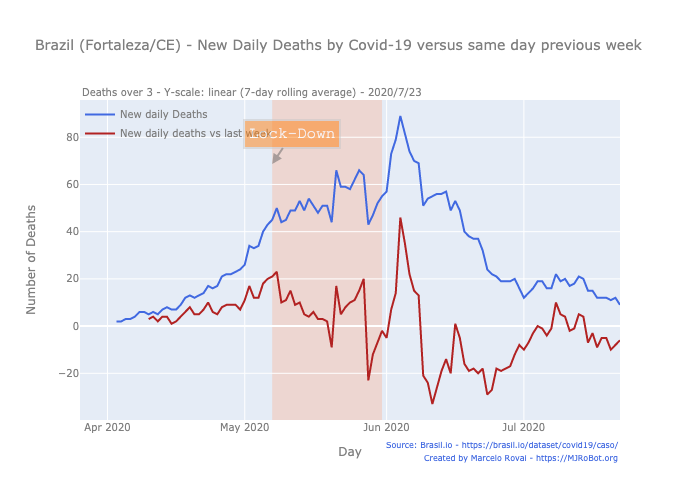 Brazil (Fortaleza/CE) - New Daily Deaths by Covid-19 versus same day previous week
Deaths over 3 - Y-scale: linear (7-day rolling average) - 2020/7/23
New daily Deaths
New daily deaths vs last week
Lock-Down
80
60
40
20
0
−20
Number of Deaths
Apr 2020
May 2020
Jun 2020
Jul 2020
Day
Source: Brasil.io - https://brasil.io/dataset/covid19/caso/
Created by Marcelo Rovai - https://MJRoBot.org